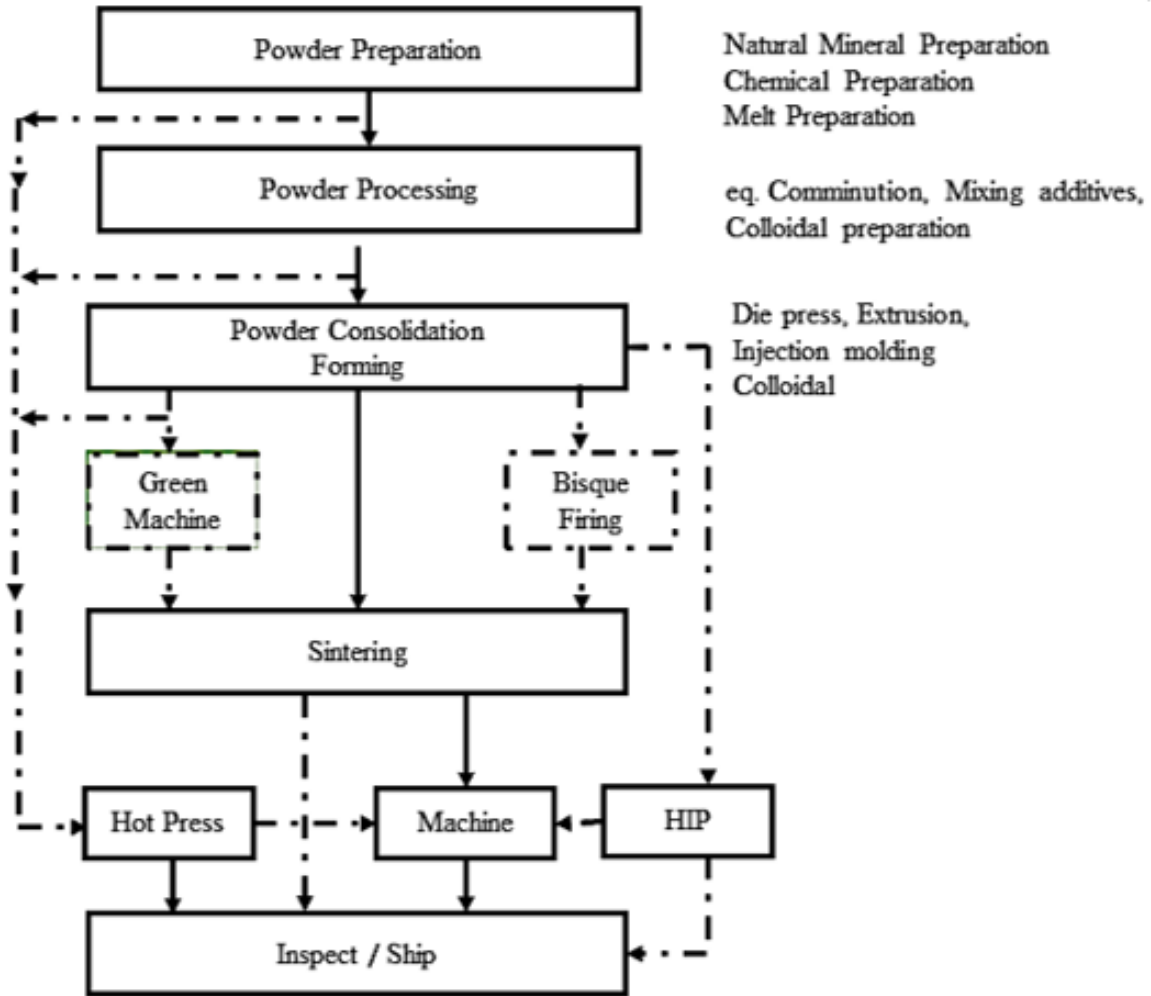 Powder Preparation
Natural Mineral Preparation
Chemical Preparation
Melt Preparation
Powder Processing
eq. Comminution, Mixing additives,
Colloidal preparation
Powder Consolidation
Forming
Die press, Extrusion,
Injection molding
Colloidal
Green
Machine
Bisque
Firing
Sintering
Hot Press
Machine
HIP
Inspect / Ship